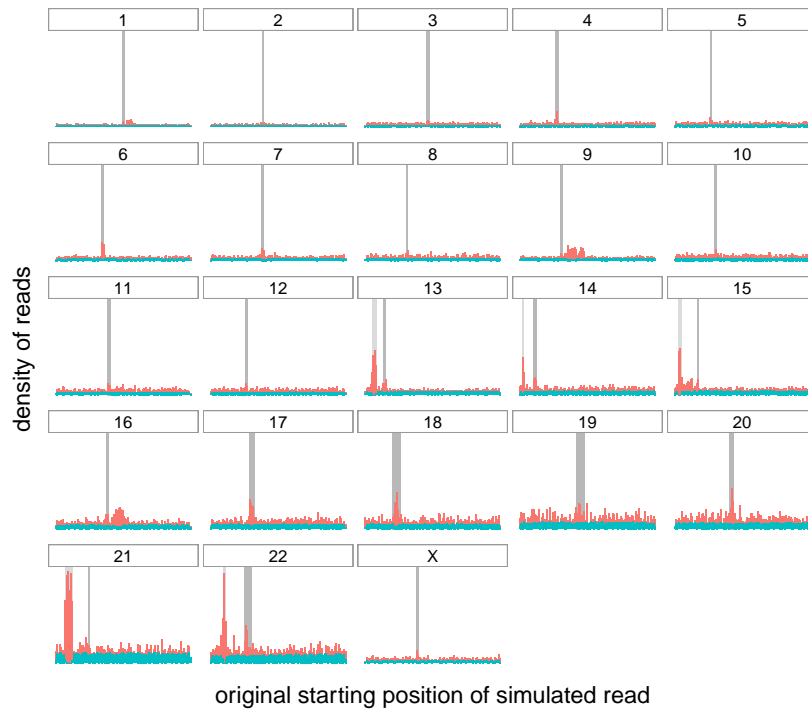 1 2 3 4 5
6 7 8 9 10
11 12 13 14 15
16 17 18 19 20
21 22 X
density of reads
original starting position of simulated read